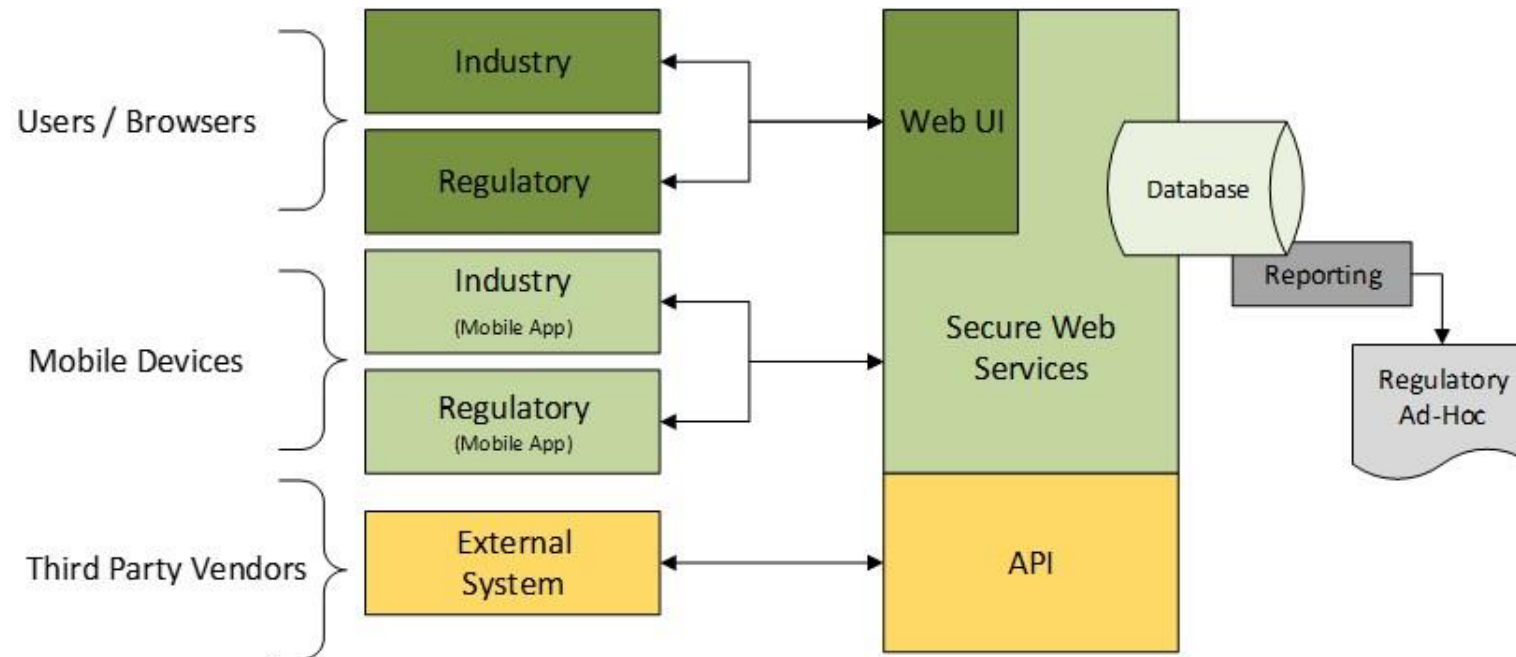 Users / Browsers
Industry
Regulatory
Web UI
Database
Reporting
Regulatory
Ad-Hoc
Mobile Devices
Industry
(Mobile App)
Regulatory
(Mobile App)
Secure Web
Services
Third Party Vendors
External
System
API